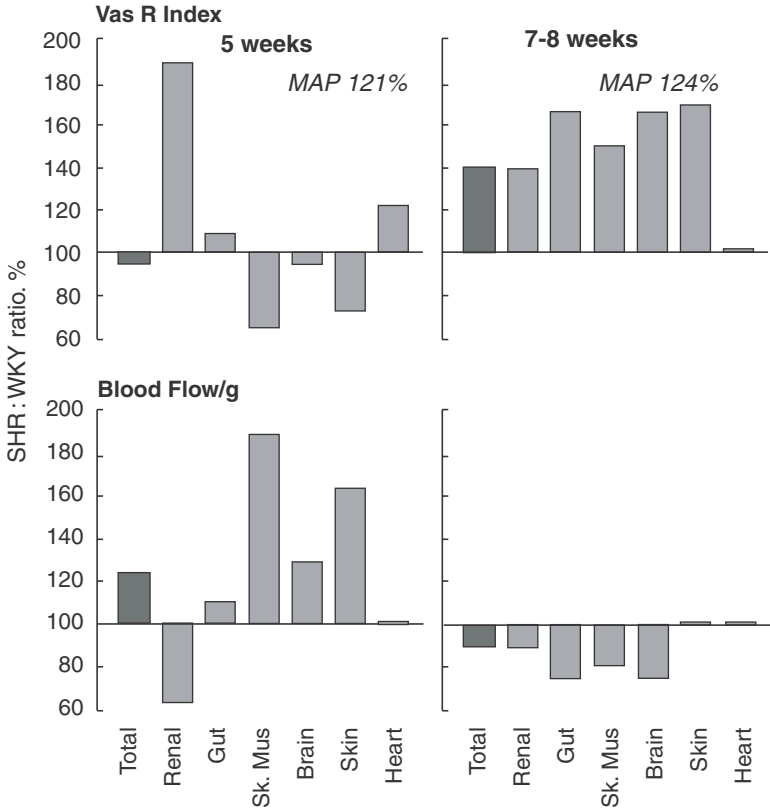 Vas R Index
5 weeks
7-8 weeks
MAP 121%
MAP 124%
200
180
160
140
120
100
80
60
SHR : WKY ratio. %
Blood Flow/g
200
180
160
140
120
100
80
60
Total
Renal
Gut
Sk. Mus
Brain
Skin
Heart
Total
Renal
Gut
Sk. Mus
Brain
Skin
Heart